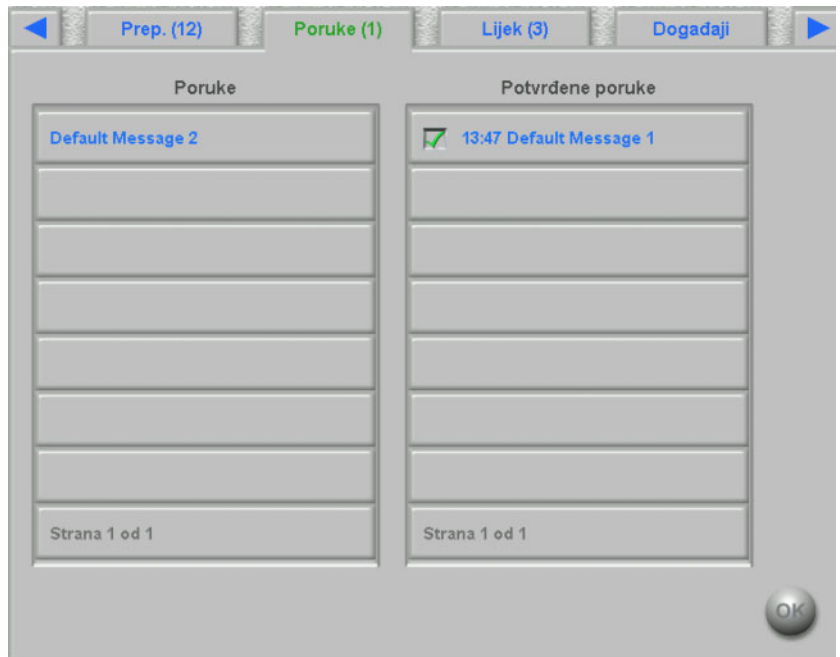 Prep. (12) Poruke (1) Lijek (3) Događaji
Poruke Potvrđene poruke
Default Message 2 13:47 Default Message 1
Strana 1 od 1 Strana 1 od 1
OK